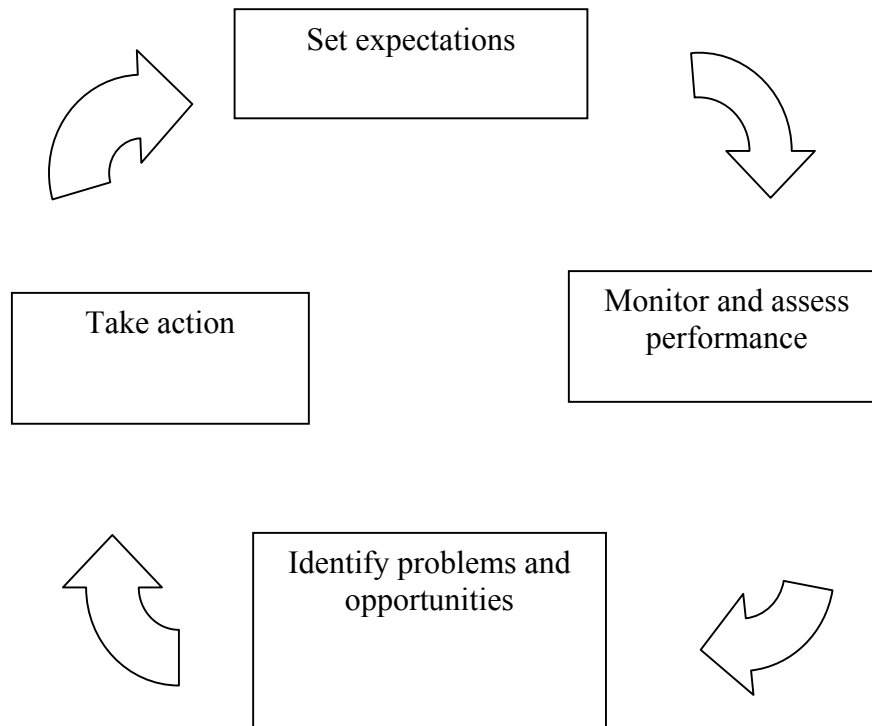 Set expectations
Take action
Monitor and assess
performance
Identify problems and
opportunities